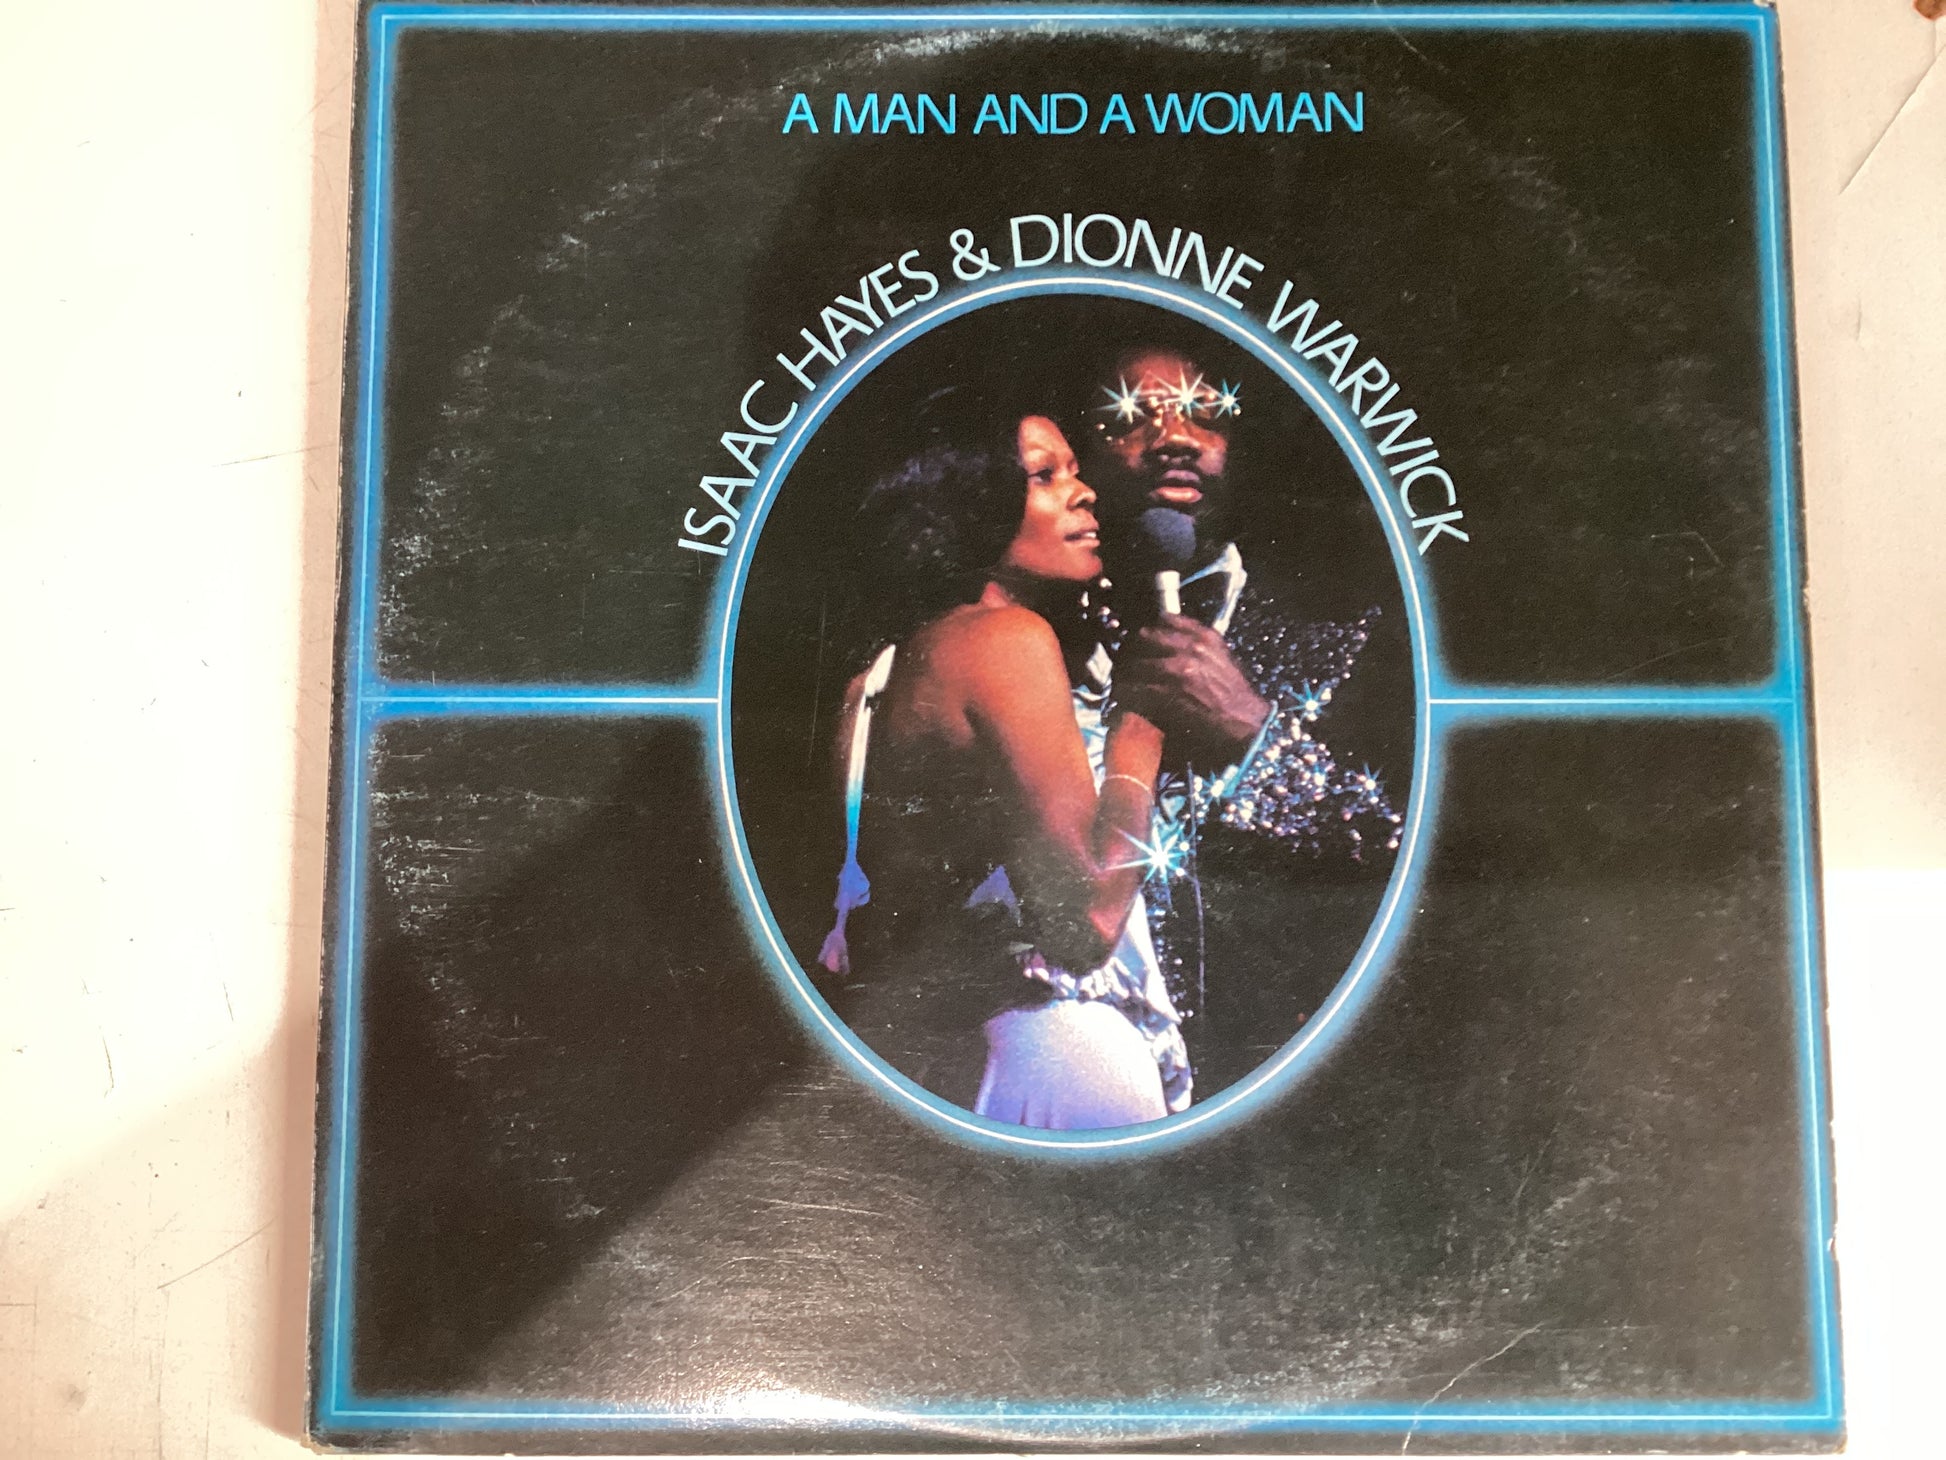 A MAN AND A WOMAN
ISAAC HAYES & DIONNE WARWICK